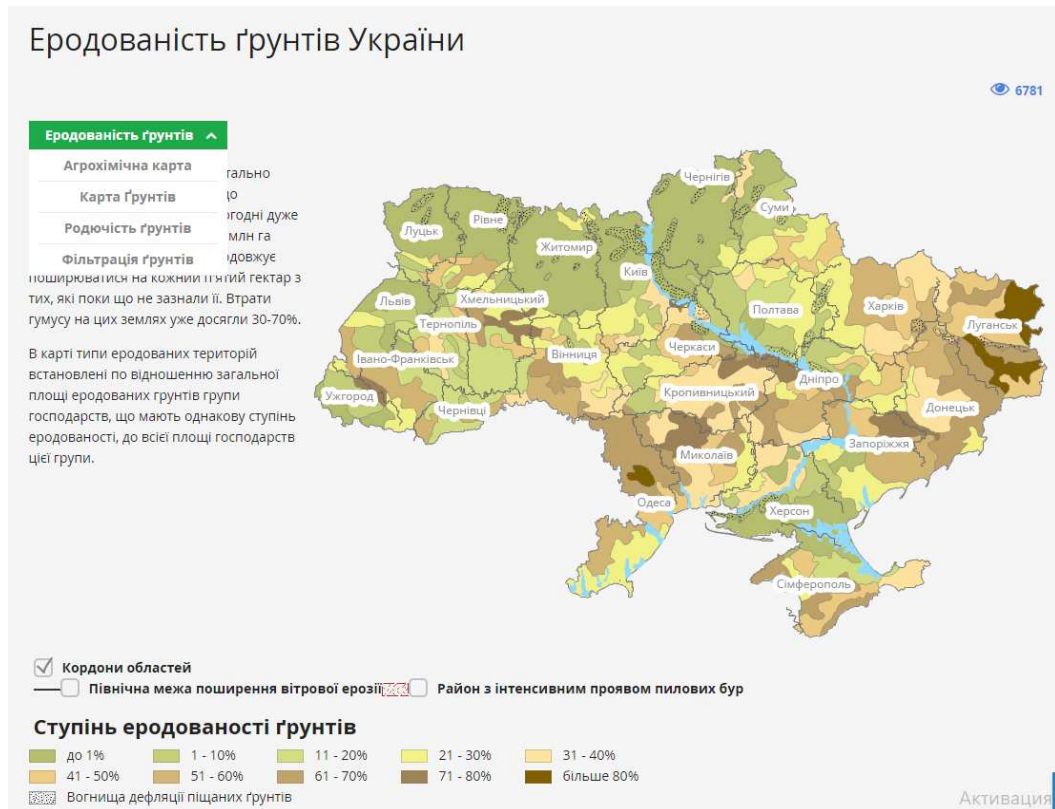 Еродованість ґрунтів України
6781
Еродованість ґрунтів
Агрохімічна карта
Карта Ґрунтів
Родючість ґрунтів
Фільтрація ґрунтів
тально
до
огодні дуже
млн га
довжує
поширюватися на кожний п'ятий гектар з
тих, які поки що не зазнали її. Втрати
гумусу на цих землях уже досягли 30-70%.
В карті типи еродованих територій
встановлені по відношенню загальної
площі еродованих ґрунтів групи
господарств, що мають однакову ступінь
еродованості, до всієї площі господарств
цієї групи.
Чернігів
Суми
Рівне
Луцьк
Житомир
Київ
Львів
Хмельницький
Полтава
Харків
Тернопіль
Луганськ
Черкаси
Вінниця
Івано-Франківськ
Дніпро
Ужгород
Кропивницький
Чернівці
Донецьк
Запоріжжя
Миколаїв
Одеса
Херсон
Сімферополь
Кордони областей
Північна межа поширення вітрової ерозії
Район з інтенсивним проявом пилових бур
Ступінь еродованості ґрунтів
до 1% 1 - 10% 11 - 20% 21 - 30% 31 - 40%
41 - 50% 51 - 60% 61 - 70% 71 - 80% більше 80%
Вогнища дефляції піщаних ґрунтів
Активация